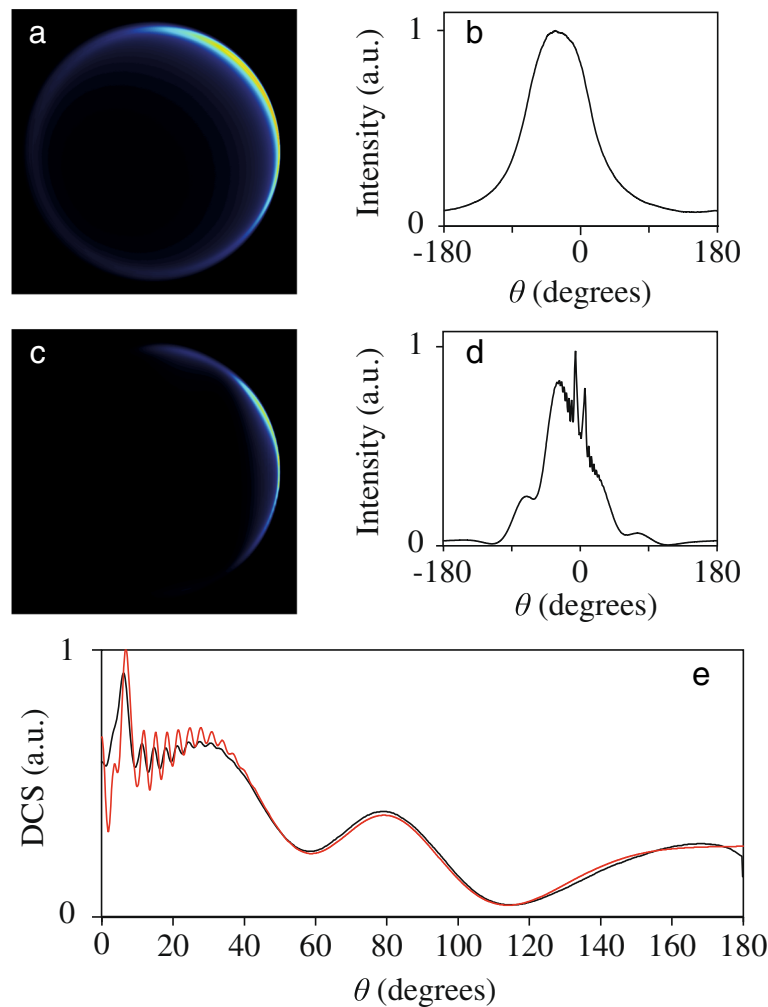 a
b
1
Intensity (a.u.)
0
-180
0
180
θ (degrees)
c
d
1
Intensity (a.u.)
0
-180
0
180
θ (degrees)
e
1
DCS (a.u.)
0
0
20
40
60
80
100
120
140
160
180
θ (degrees)